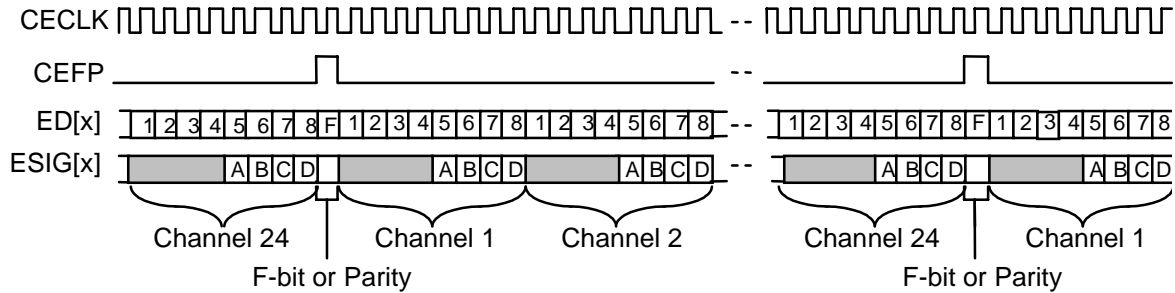 CECLK -- 
CEFP --
ED[x] 1 2 3 4 5 6 7 8 F 1 2 3 4 5 6 7 8 1 2 3 4 5 6 7 8 -- 1 2 3 4 5 6 7 8 F 1 2 3 4 5 6 7 8
ESIG[x] A B C D A B C D A B C D -- A B C D A B C D
Channel 24 Channel 1 Channel 2 Channel 24 Channel 1
F-bit or Parity F-bit or Parity